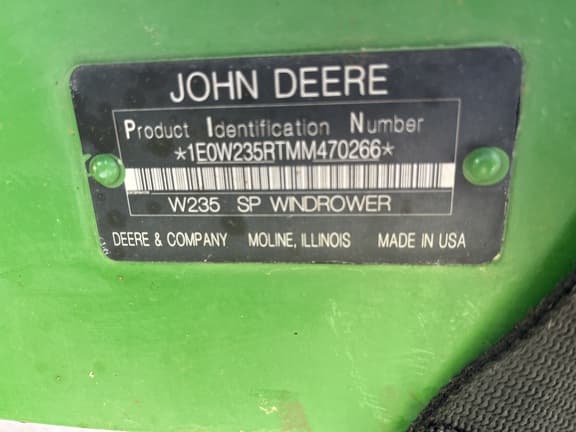 JOHN DEERE
Product Identification Number
*1E0W235RTMM470266*
W235 SP WINDROWER
DEERE & COMPANY MOLINE, ILLINOIS MADE IN USA